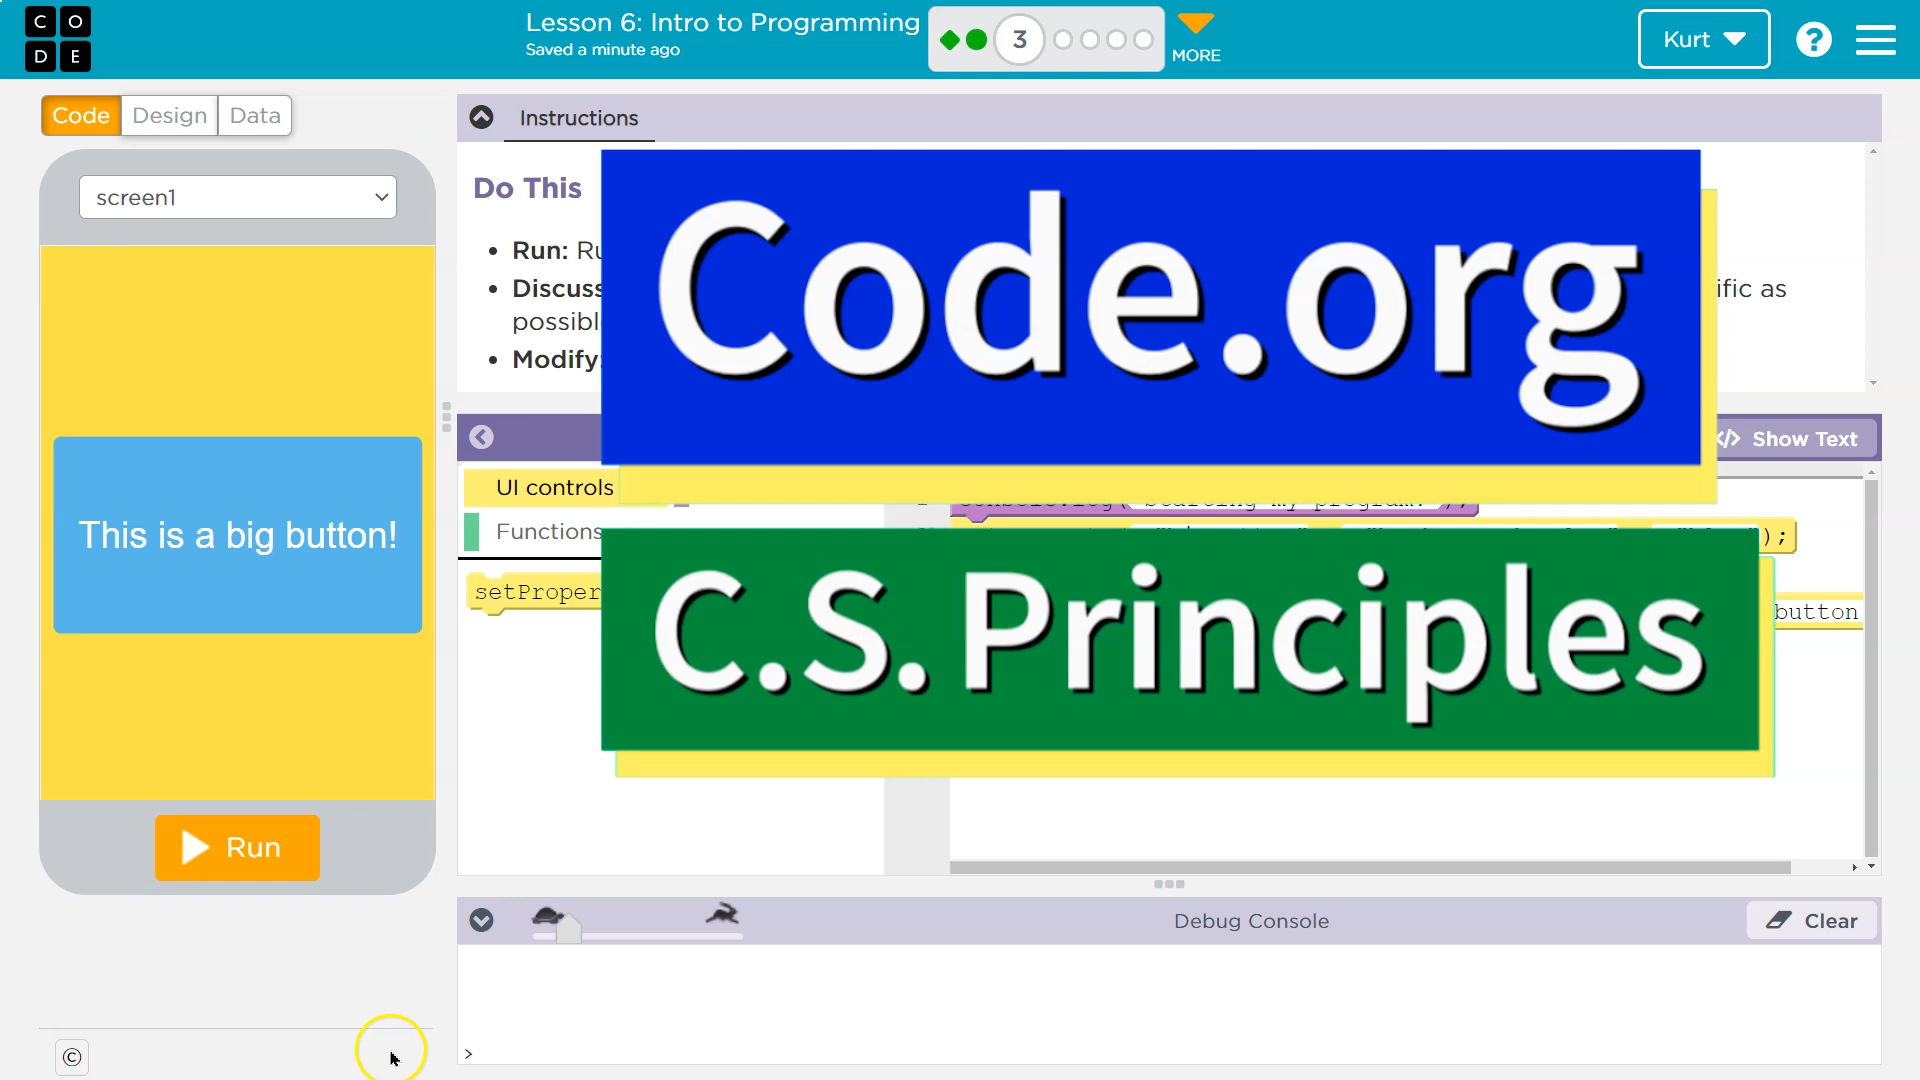 C O
D E
Lesson 6: Intro to Programming
Saved a minute ago
3
MORE
Kurt
?
Code Design Data
screen1
This is a big button!
Run
©
Instructions
Do This
Run:
Discuss
ific as
possibl
Modify:
Code.org
Show Text
UI controls
Functions
);
setProper
button
C.S. Principles
Debug Console
Clear
>